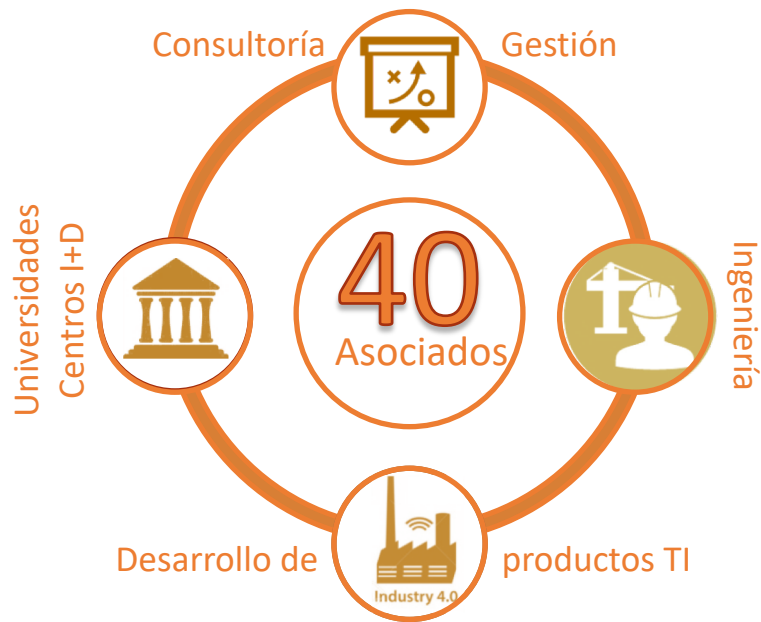 Consultoría Gestión
Universidades
Centros I+D
40
Asociados
Ingeniería
Industry 4.0
Desarrollo de productos TI